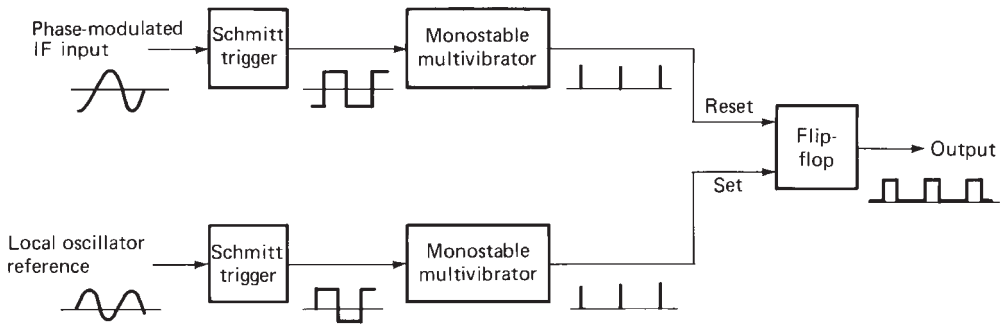 Phase-modulated
IF input
Schmitt
trigger
Monostable
multivibrator
Reset
Flip-
flop
Output
Set
Local oscillator
reference
Schmitt
trigger
Monostable
multivibrator